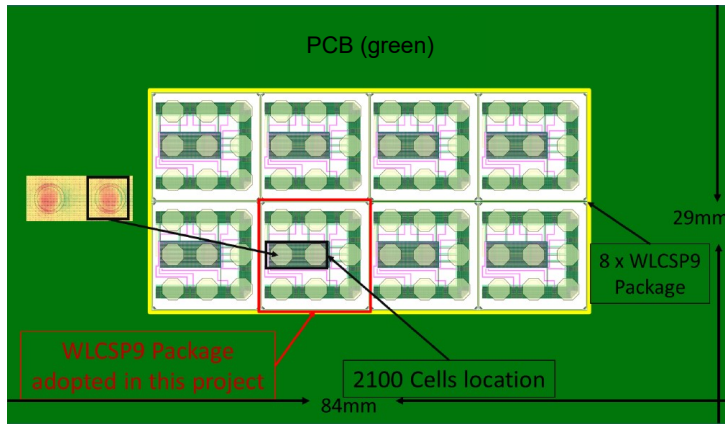 PCB (green)
29mm
8 x WLCSP9
Package
WLCSP9 Package
adopted in this project
2100 Cells location
84mm